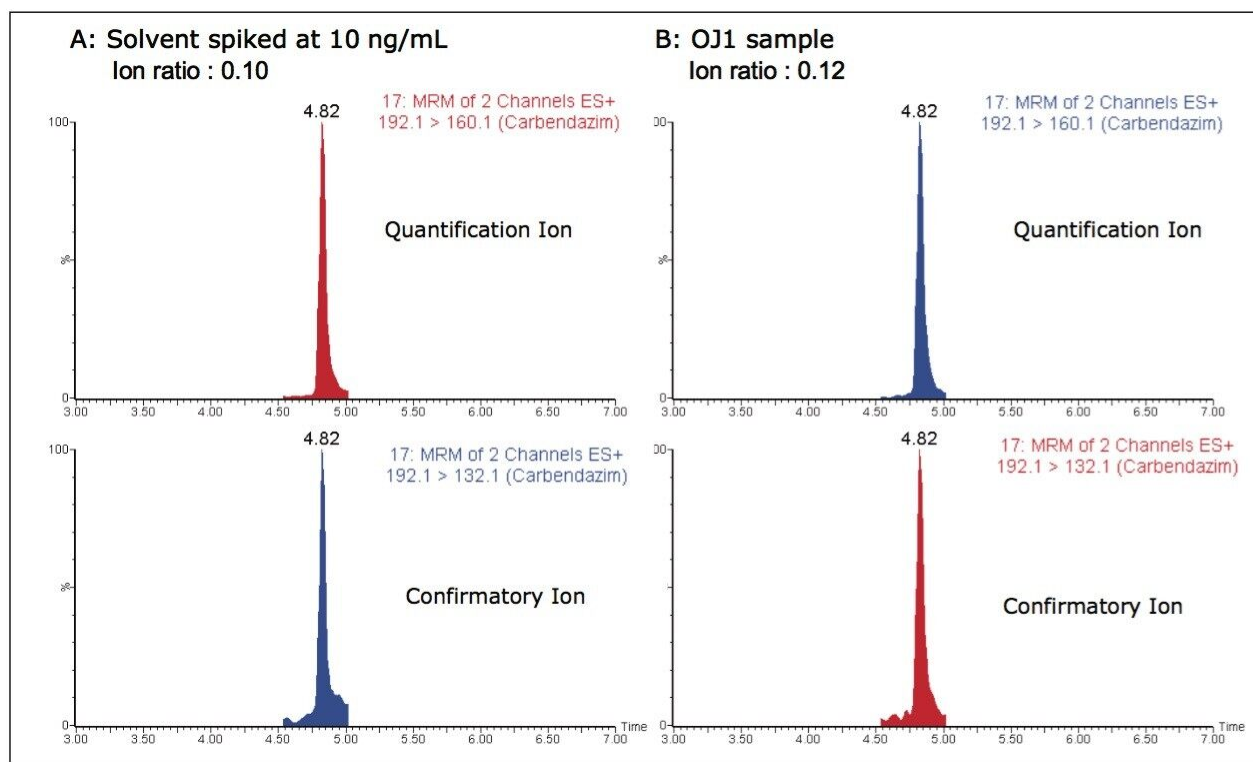 A: Solvent spiked at 10 ng/mL
Ion ratio : 0.10
4.82
17: MRM of 2 Channels ES+
192.1 > 160.1 (Carbendazim)
100
Quantification Ion
%
0
3.00 3.50 4.00 4.50 5.00 5.50 6.00 6.50 7.00
4.82
17: MRM of 2 Channels ES+
192.1 > 132.1 (Carbendazim)
100
%
Confirmatory Ion
0
3.00 3.50 4.00 4.50 5.00 5.50 6.00 6.50 7.00
Time
B: OJ1 sample
Ion ratio : 0.12
4.82
17: MRM of 2 Channels ES+
192.1 > 160.1 (Carbendazim)
00
Quantification Ion
%
0
3.00 3.50 4.00 4.50 5.00 5.50 6.00 6.50 7.00
4.82
17: MRM of 2 Channels ES+
192.1 > 132.1 (Carbendazim)
00
%
Confirmatory Ion
0
3.00 3.50 4.00 4.50 5.00 5.50 6.00 6.50 7.00
Time